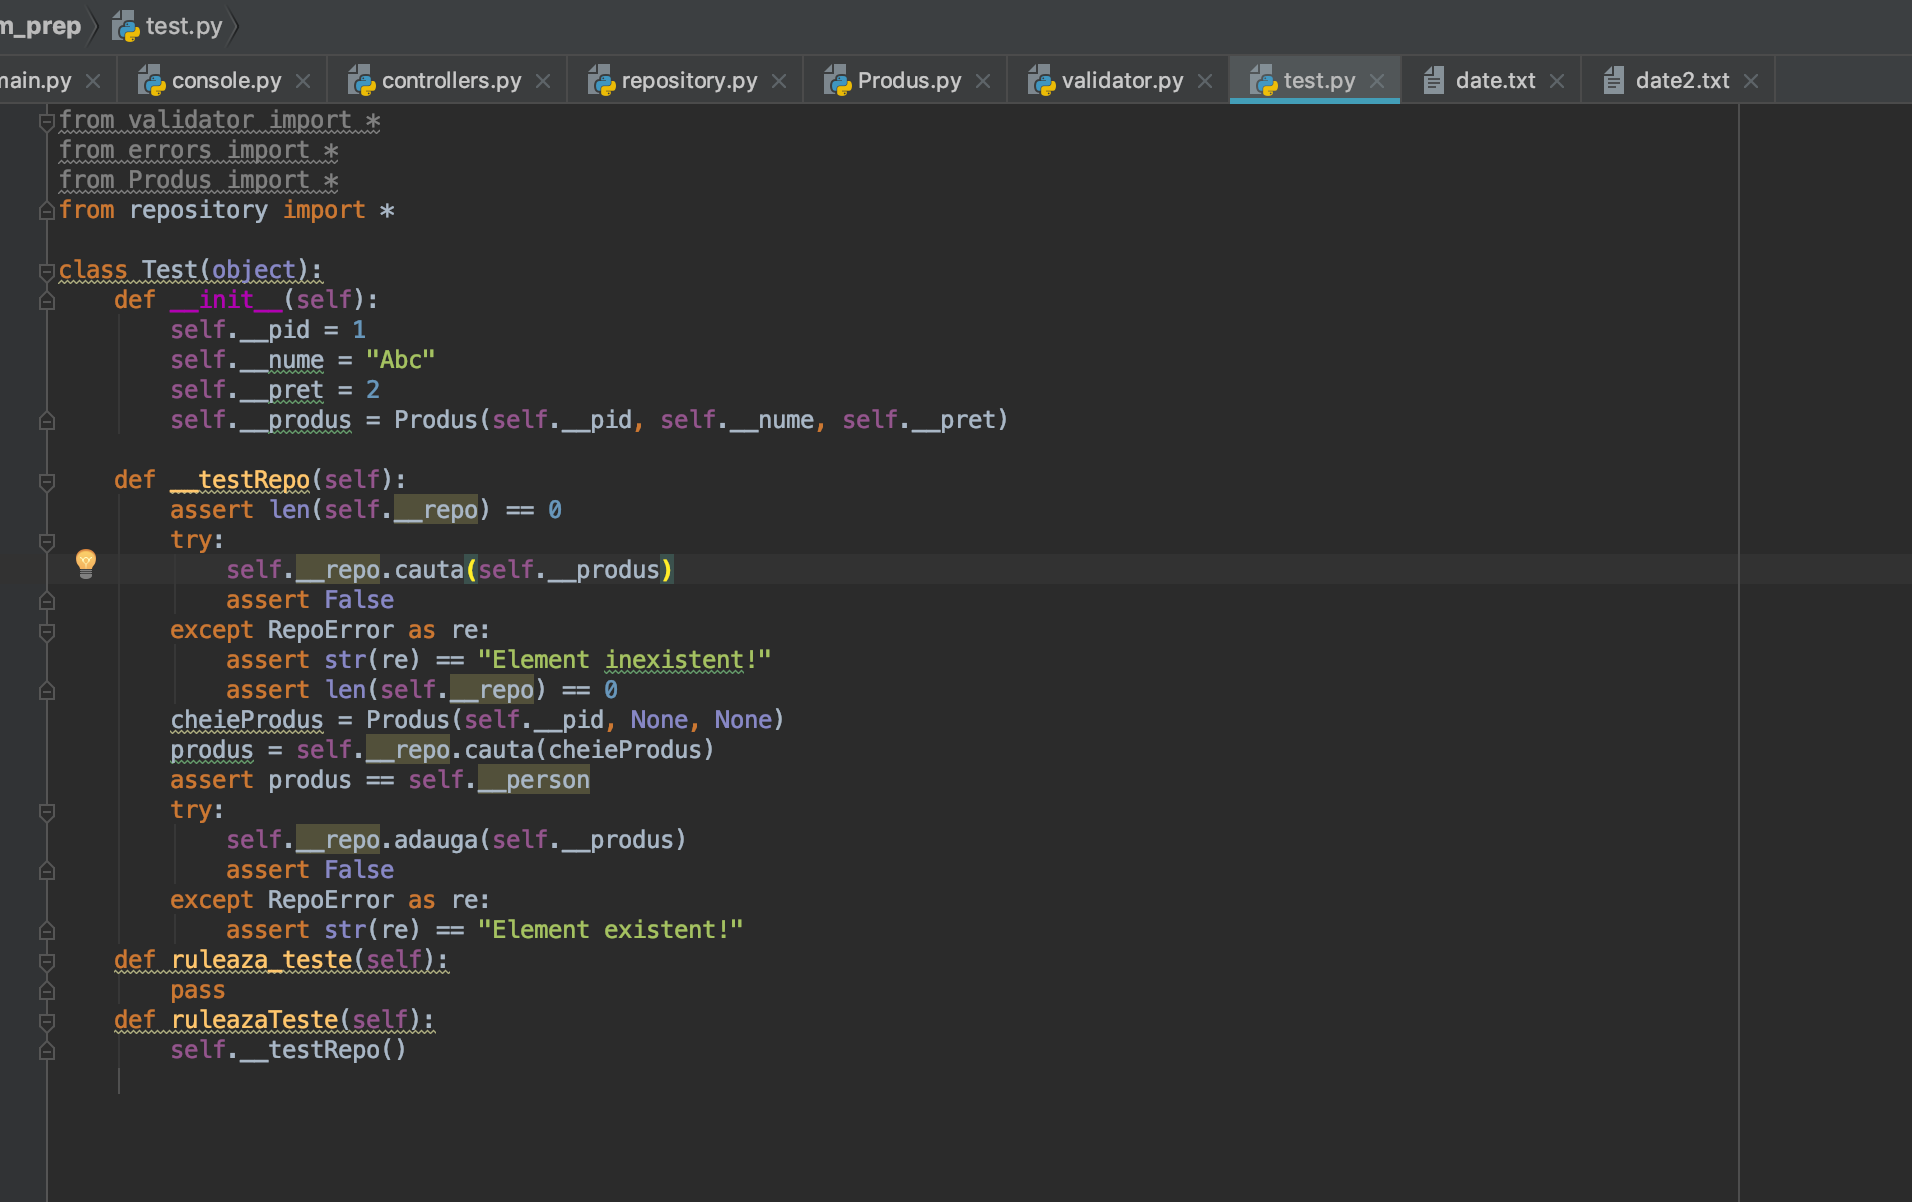 m_prep test.py
main.py console.py controllers.py repository.py Produs.py validator.py test.py date.txt date2.txt
from validator import *
from errors import *
from Produs import *
from repository import *
class Test(object):
    def __init__(self):
        self.__pid = 1
        self.__nume = "Abc"
        self.__pret = 2
        self.__produs = Produs(self.__pid, self.__nume, self.__pret)
    def __testRepo(self):
        assert len(self.__repo) == 0
        try:
            self.__repo.cauta(self.__produs)
            assert False
        except RepoError as re:
            assert str(re) == "Element inexistent!"
            assert len(self.__repo) == 0
        cheieProdus = Produs(self.__pid, None, None)
        produs = self.__repo.cauta(cheieProdus)
        assert produs == self.__person
        try:
            self.__repo.adauga(self.__produs)
            assert False
        except RepoError as re:
            assert str(re) == "Element existent!"
    def ruleaza_teste(self):
        pass
    def ruleazaTeste(self):
        self.__testRepo()